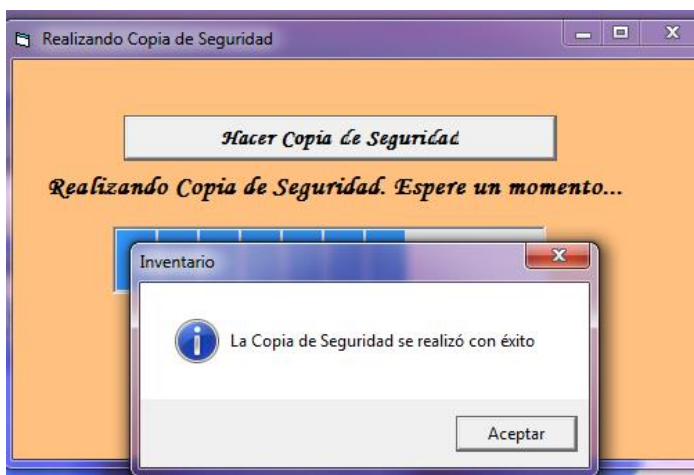 Realizando Copia de Seguridad
Hacer Copia de Seguridad
Realizando Copia de Seguridad. Espere un momento...
Inventario
La Copia de Seguridad se realizó con éxito
Aceptar